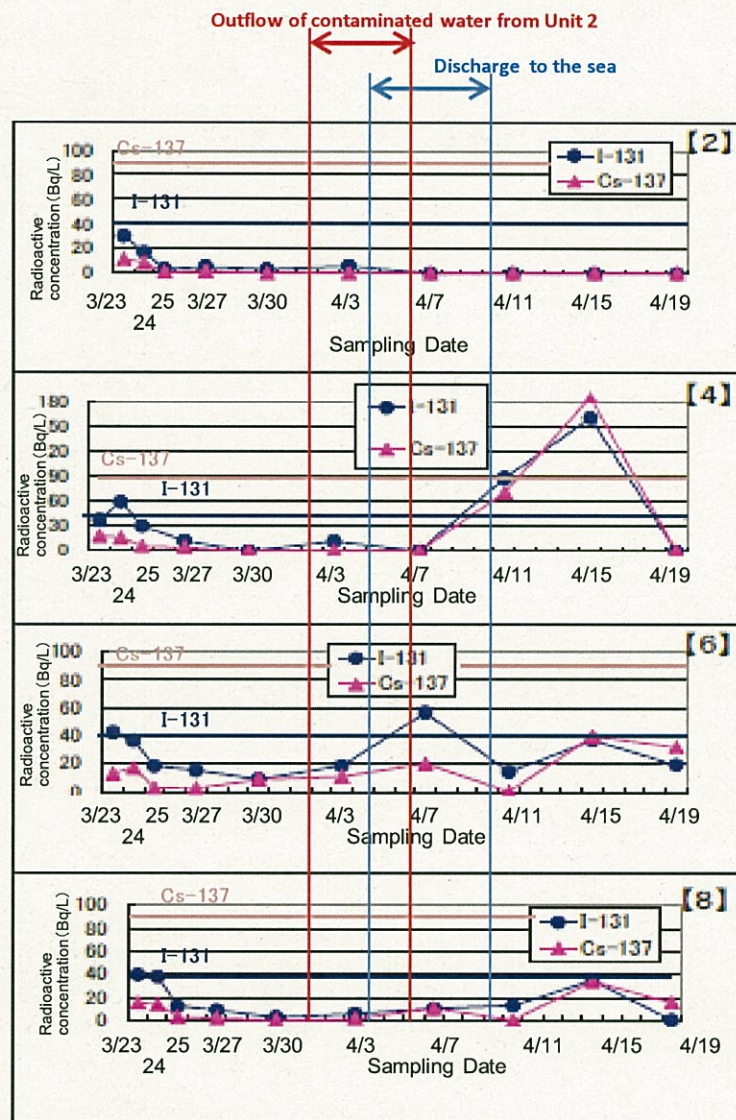 Outflow of contaminated water from Unit 2
Discharge to the sea
【2】
Radioactive
concentration(Bq/L)
100
80
60
40
20
0
Cs-137
I-131
I-131
Cs-137
3/23 25 3/27 3/30 4/3 4/7 4/11 4/15 4/19
24
Sampling Date
【4】
Radioactive
concentration(Bq/L)
180
150
120
90
60
30
0
Cs-137
I-131
I-131
Cs-137
3/23 25 3/27 3/30 4/3 4/7 4/11 4/15 4/19
24
Sampling Date
【6】
Radioactive
concentration(Bq/L)
100
80
60
40
20
0
Cs-137
I-131
I-131
Cs-137
3/23 25 3/27 3/30 4/3 4/7 4/11 4/15 4/19
24
Sampling Date
【8】
Radioactive
concentration(Bq/L)
100
80
60
40
20
0
Cs-137
I-131
I-131
Cs-137
3/23 25 3/27 3/30 4/3 4/7 4/11 4/15 4/19
24
Sampling Date